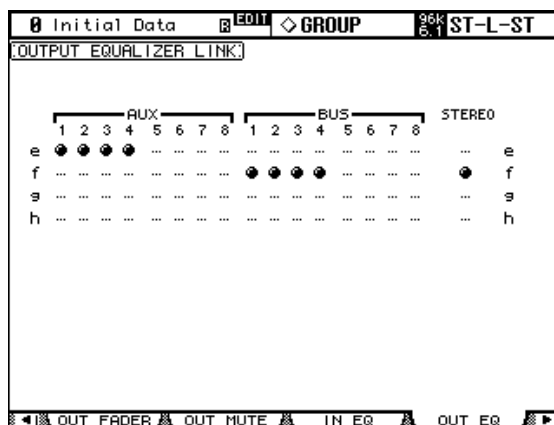 0 Initial Data R EDIT ◇GROUP 96k 6.1 ST-L-ST
OUTPUT EQUALIZER LINK
AUX BUS STEREO
1 2 3 4 5 6 7 8 1 2 3 4 5 6 7 8
e ... ... ... ... ... ... ... ... ... ... ... ... ... e
f ... ... ... ... ... ... ... ... ... ... ... ... f
g ... ... ... ... ... ... ... ... ... ... ... ... ... ... ... ... ... g
h ... ... ... ... ... ... ... ... ... ... ... ... ... ... ... ... ... h
OUT FADER OUT MUTE IN EQ OUT EQ